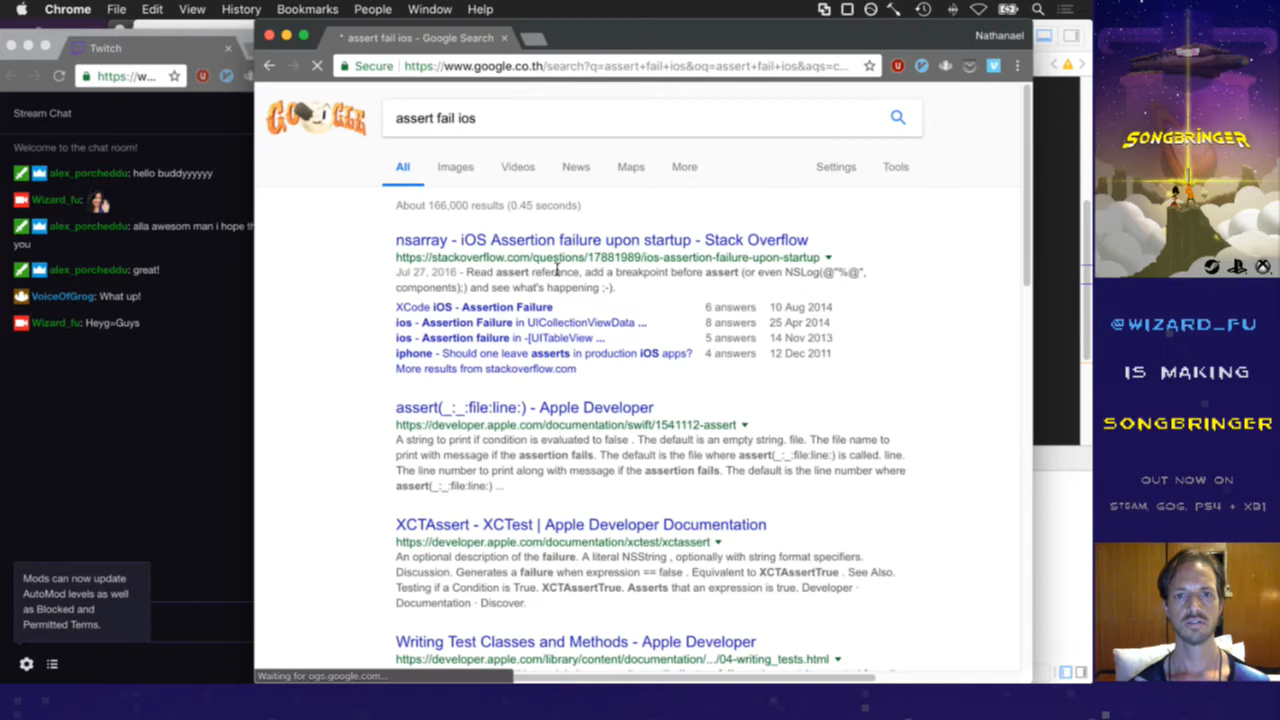 Chrome File Edit View History Bookmarks People Window Help
Twitch
https://w...
Stream Chat
Welcome to the chat room!
alex_porcheddu: hello buddyyyyyy
Wizard_fu:
alex_porcheddu: alla awesom man i hope th
you
alex_porcheddu: great!
VoiceOfGrog: What up!
Wizard_fu: Heyg=Guys
Mods can now update
AutoMod levels as well
as Blocked and
Permitted Terms.
assert fail ios - Google Search
Nathanael
Secure https://www.google.co.th/search?q=assert+fail+ios&oq=assert+fail+ios&aqs=c...
GOOGLE
assert fail ios
All Images Videos News Maps More Settings Tools
About 166,000 results (0.45 seconds)
nsarray - iOS Assertion failure upon startup - Stack Overflow
https://stackoverflow.com/questions/17881989/ios-assertion-failure-upon-startup
Jul 27, 2016 - Read assert reference, add a breakpoint before assert (or even NSLog(@"%@",
components);) and see what's happening ;-).
XCode iOS - Assertion Failure 6 answers 10 Aug 2014
ios - Assertion Failure in UICollectionViewData ... 8 answers 25 Apr 2014
ios - Assertion failure in -[UITableView ... 5 answers 14 Nov 2013
iphone - Should one leave asserts in production iOS apps? 4 answers 12 Dec 2011
More results from stackoverflow.com
assert(_:_:file:line:) - Apple Developer
https://developer.apple.com/documentation/swift/1541112-assert
A string to print if condition is evaluated to false . The default is an empty string. file. The file name to
print with message if the assertion fails. The default is the file where assert(_:_:file:line:) is called. line.
The line number to print along with message if the assertion fails. The default is the line number where
assert(_:_:file:line:) ...
XCTAssert - XCTest | Apple Developer Documentation
https://developer.apple.com/documentation/xctest/xctassert
An optional description of the failure. A literal NSString , optionally with string format specifiers.
Discussion. Generates a failure when expression == false . Equivalent to XCTAssertTrue . See Also.
Testing if a Condition is True. XCTAssertTrue. Asserts that an expression is true. Developer ·
Documentation · Discover.
Writing Test Classes and Methods - Apple Developer
https://developer.apple.com/library/content/documentation/.../04-writing_tests.html
Waiting for ogs.google.com...
SONGBRINGER
@WIZARD_FU
IS MAKING
SONGBRINGER
OUT NOW ON
STEAM, GOG, PS4 + XB1